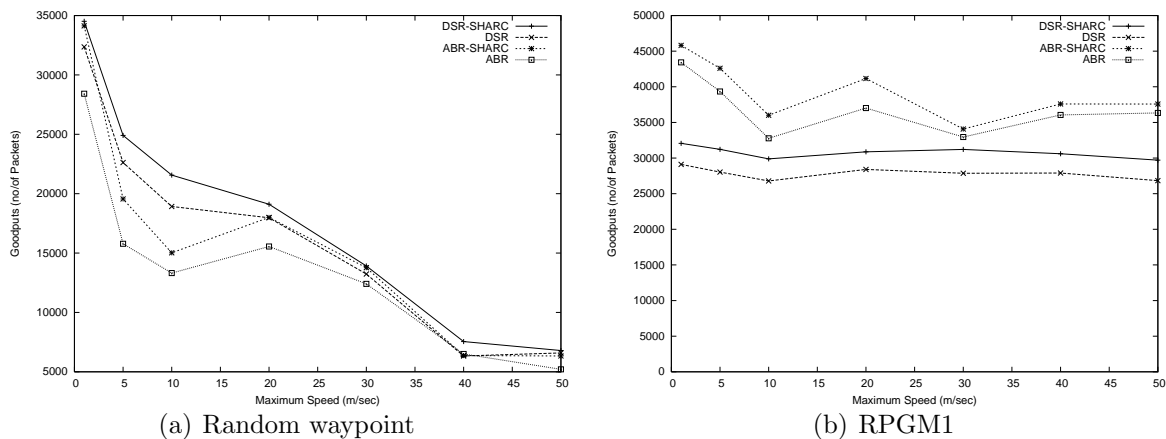 35000
30000
25000
20000
15000
10000
5000
Goodputs (no/of Packets)
DSR-SHARC
DSR
ABR-SHARC
ABR
0 5 10 15 20 25 30 35 40 45 50
Maximum Speed (m/sec)
(a) Random waypoint
50000
45000
40000
35000
30000
25000
20000
15000
10000
5000
0
Goodputs (no/of Packets)
DSR-SHARC
DSR
ABR-SHARC
ABR
0 5 10 15 20 25 30 35 40 45 50
Maximum Speed (m/sec)
(b) RPGM1